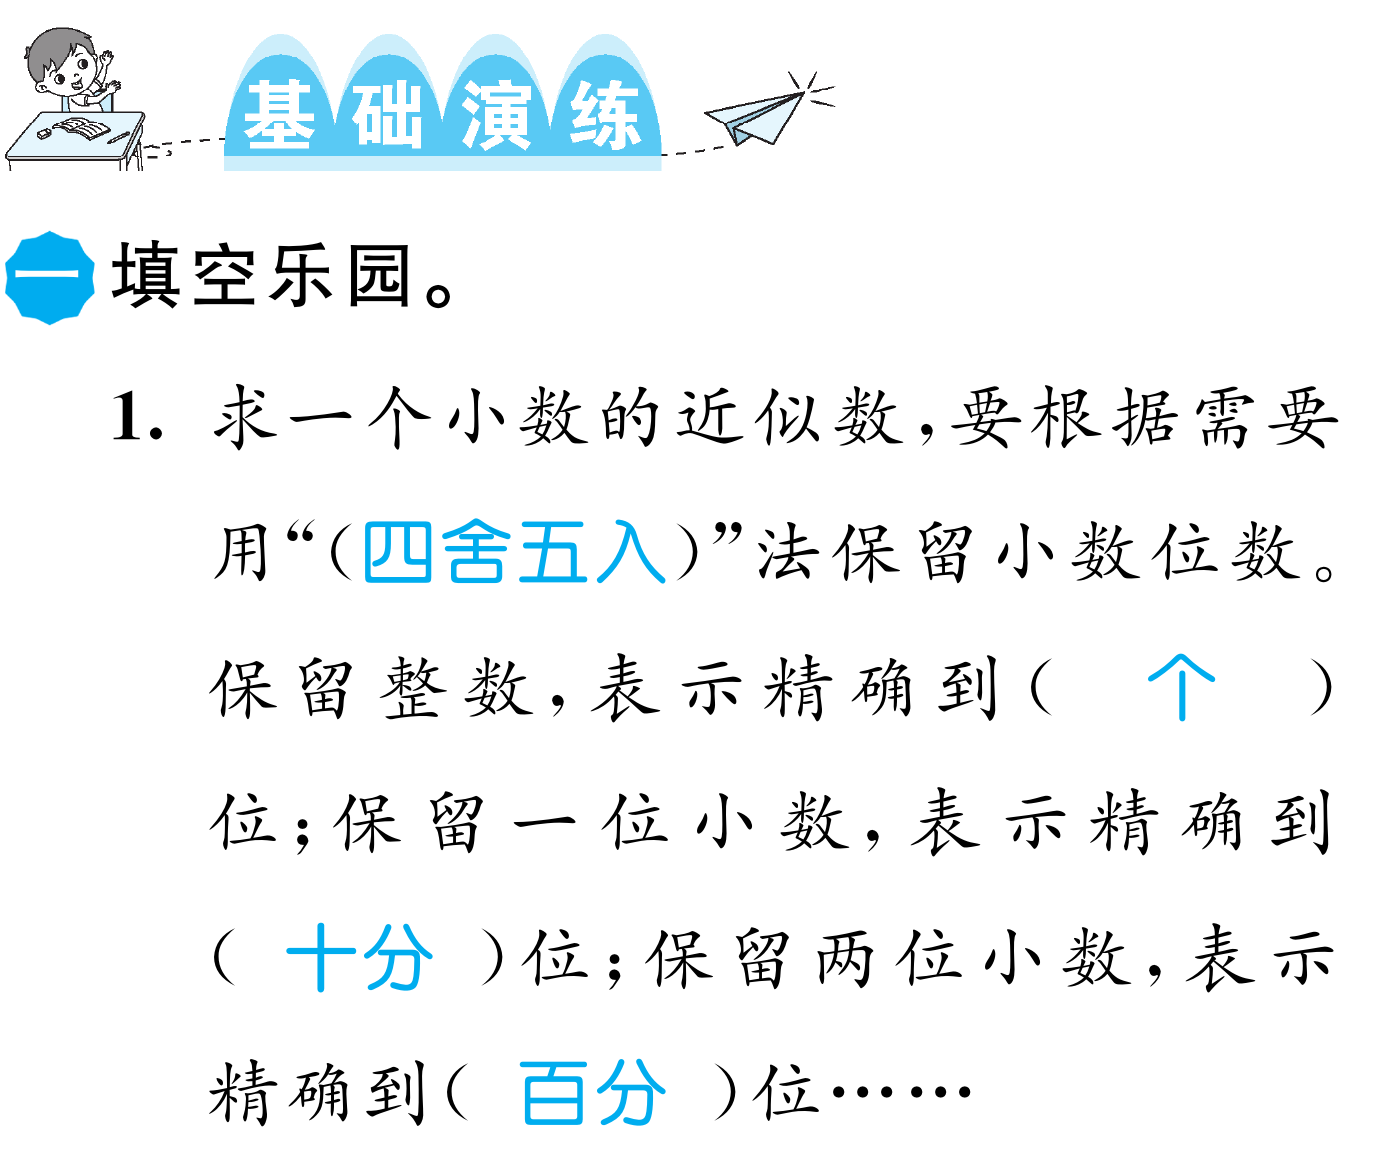 基础演练
一 填空乐园。
1. 求一个小数的近似数,要根据需要
用“(四舍五入)”法保留小数位数。
保留整数,表示精确到( 个 )
位;保留一位小数,表示精确到
( 十分 )位;保留两位小数,表示
精确到( 百分 )位……